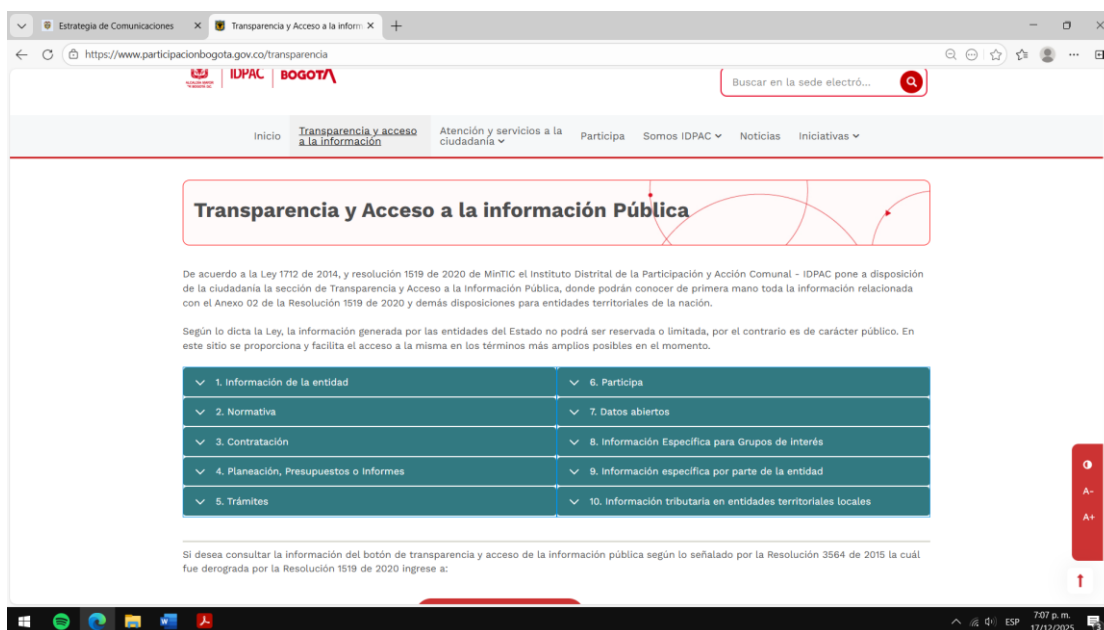 Estrategia de Comunicaciones
Transparencia y Acceso a la inform
https://www.participacionbogota.gov.co/transparencia
IDPAC BOGOTÁ
Buscar en la sede electró...
Inicio
Transparencia y acceso
a la información
Atención y servicios a la
ciudadanía
Participa
Somos IDPAC
Noticias
Iniciativas
Transparencia y Acceso a la información Pública
De acuerdo a la Ley 1712 de 2014, y resolución 1519 de 2020 de MinTIC el Instituto Distrital de la Participación y Acción Comunal - IDPAC pone a disposición
de la ciudadanía la sección de Transparencia y Acceso a la Información Pública, donde podrán conocer de primera mano toda la información relacionada
con el Anexo 02 de la Resolución 1519 de 2020 y demás disposiciones para entidades territoriales de la nación.
Según lo dicta la Ley, la información generada por las entidades del Estado no podrá ser reservada o limitada, por el contrario es de carácter público. En
este sitio se proporciona y facilita el acceso a la misma en los términos más amplios posibles en el momento.
1. Información de la entidad
2. Normativa
3. Contratación
4. Planeación, Presupuestos o Informes
5. Trámites
6. Participa
7. Datos abiertos
8. Información Específica para Grupos de interés
9. Información específica por parte de la entidad
10. Información tributaria en entidades territoriales locales
A-
A+
Si desea consultar la información del botón de transparencia y acceso de la información pública según lo señalado por la Resolución 3564 de 2015 la cuál
fue derogada por la Resolución 1519 de 2020 ingrese a:
ESP
7:07 p. m.
17/12/2025